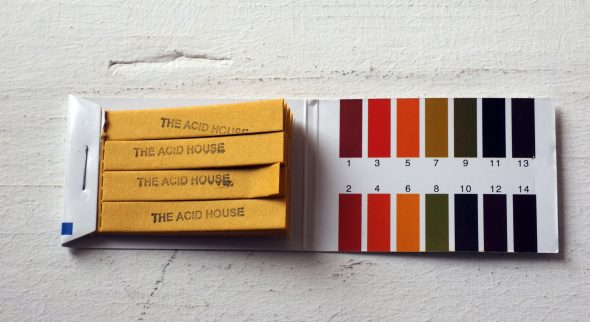 THE ACID HOUSE
THE ACID HOUSE
THE ACID HOUSE
THE ACID HOUSE
1 3 5 7 9 11 13
2 4 6 8 10 12 14